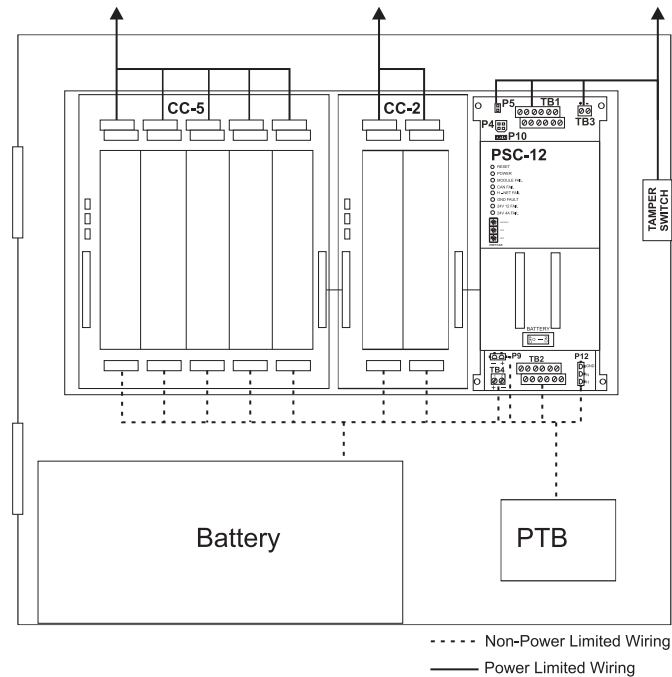 CC-5
CC-2
P5
TB1
TB3
P4
P10
PSC-12
RESET
POWER
MODULE FAIL
CAN FAIL
H-NET FAIL
GND FAULT
24V 12 FAIL
24V 4A FAIL
TAMPER
SWITCH
BATTERY
P9
TB2
P12
TB4
GND
Battery
PTB
Non-Power Limited Wiring
Power Limited Wiring